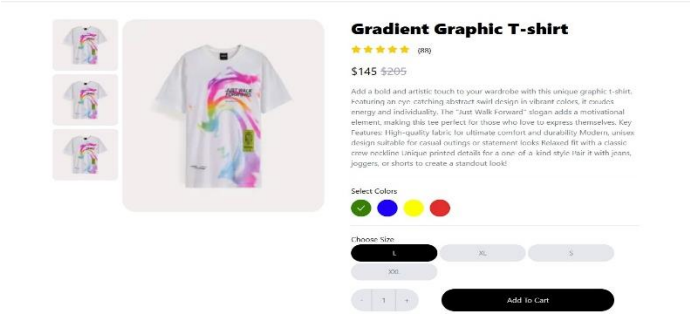 Gradient Graphic T-shirt
(88)
$145 $205
Add a bold and artistic touch to your wardrobe with this unique graphic t-shirt.
Featuring an eye-catching abstract swirl design in vibrant colors, it exudes
energy and individuality. The "Just Walk Forward" slogan adds a motivational
element, making this tee perfect for those who love to express themselves. Key
Features: High-quality fabric for ultimate comfort and durability Modern, unisex
design suitable for casual outings or statement looks Relaxed fit with a classic
crew neckline Unique printed details for a one-of-a-kind style Pair it with jeans,
joggers, or shorts to create a standout look!
JUST WALK
FORWARD
Select Colors
Choose Size
L
XL
S
XXL
- 1 +
Add To Cart